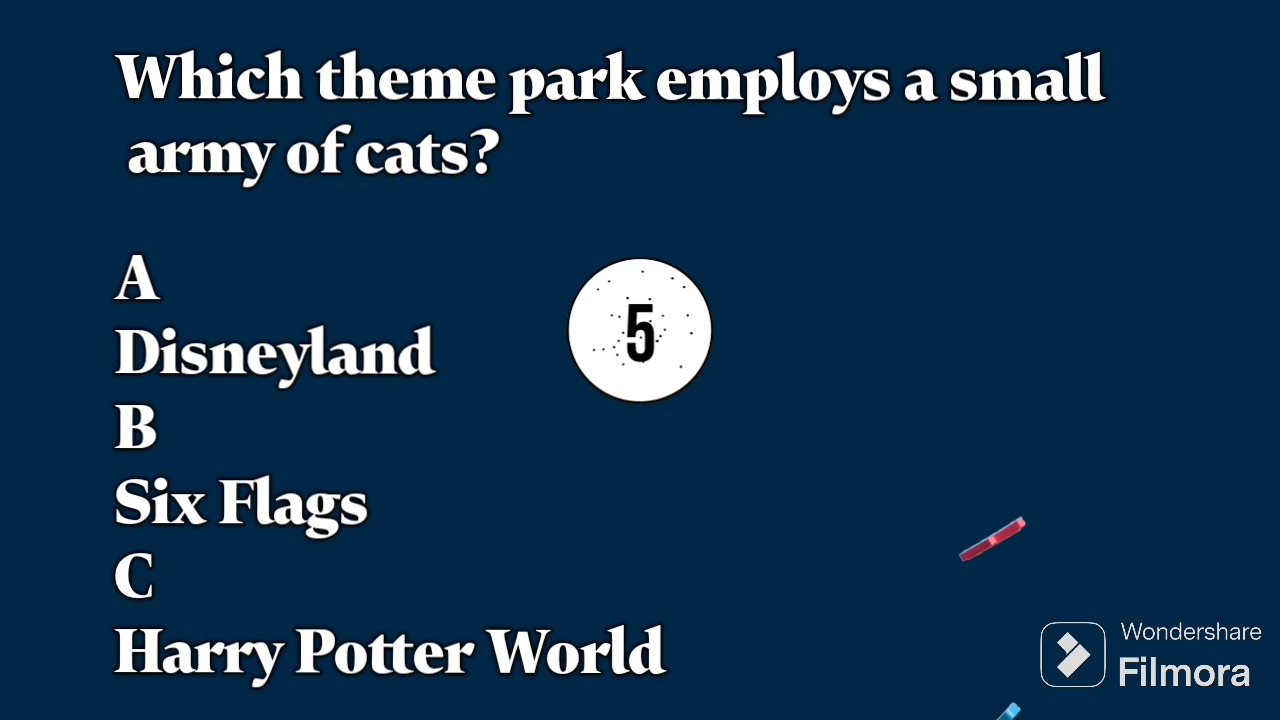 Which theme park employs a small
army of cats?
A
Disneyland
5
B
Six Flags
C
Harry Potter World
Wondershare
Filmora